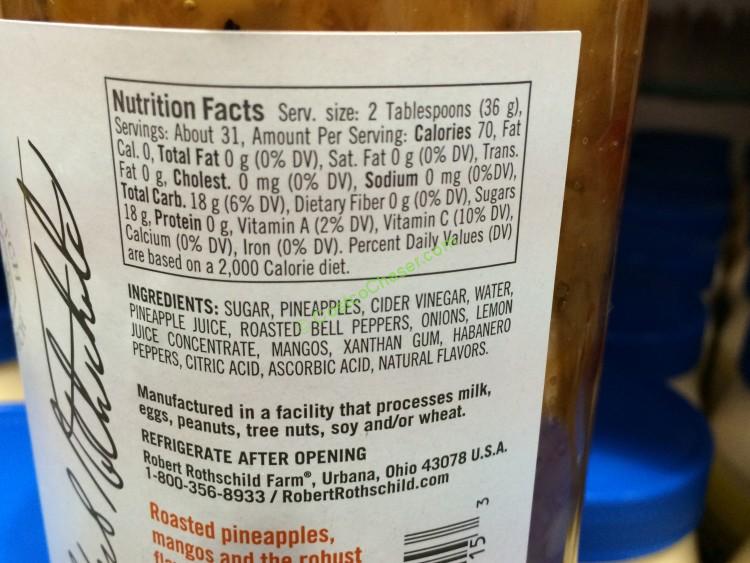 Nutrition Facts Serv. size: 2 Tablespoons (36 g),
Servings: About 31, Amount Per Serving: Calories 70, Fat
Cal. 0, Total Fat 0 g (0% DV), Sat. Fat 0 g (0% DV), Trans.
Fat 0 g, Cholest. 0 mg (0% DV), Sodium 0 mg (0%DV),
Total Carb. 18 g (6% DV), Dietary Fiber 0 g (0% DV), Sugars
18 g, Protein 0 g, Vitamin A (2% DV), Vitamin C (10% DV),
Calcium (0% DV), Iron (0% DV). Percent Daily Values (DV)
are based on a 2,000 Calorie diet.
INGREDIENTS: SUGAR, PINEAPPLES, CIDER VINEGAR, WATER,
PINEAPPLE JUICE, ROASTED BELL PEPPERS, ONIONS, LEMON
JUICE CONCENTRATE, MANGOS, XANTHAN GUM, HABANERO
PEPPERS, CITRIC ACID, ASCORBIC ACID, NATURAL FLAVORS.
Manufactured in a facility that processes milk,
eggs, peanuts, tree nuts, soy and/or wheat.
REFRIGERATE AFTER OPENING
Robert Rothschild Farm®, Urbana, Ohio 43078 U.S.A.
1-800-356-8933 / RobertRothschild.com
Roasted pineapples,
mangos and the robust
15 3
© CostcoChaser.com